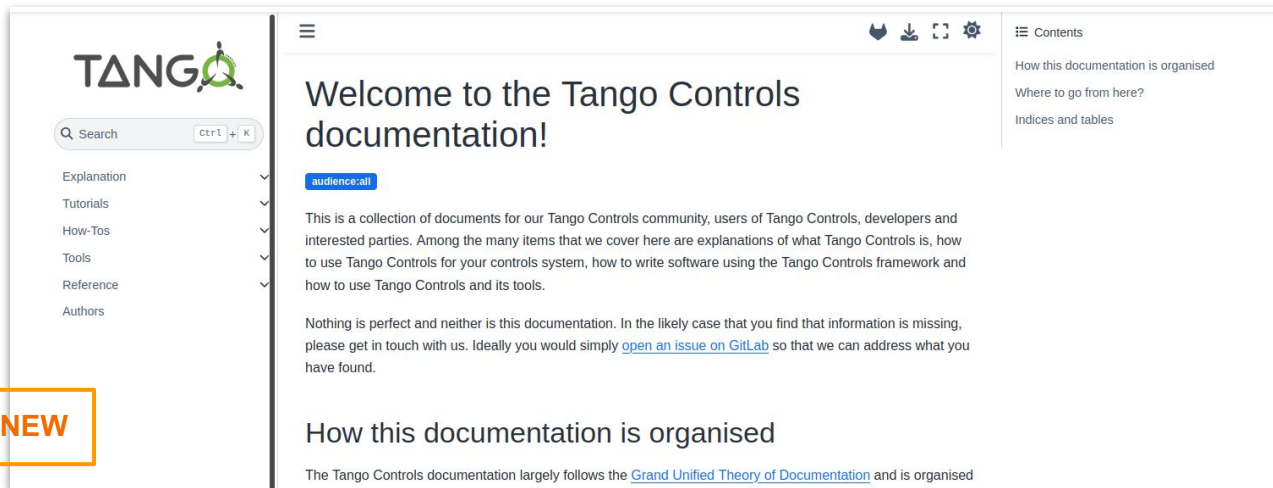 TANGO
Search
Ctrl + K
Explanation
Tutorials
How-Tos
Tools
Reference
Authors
NEW
Welcome to the Tango Controls
documentation!
audience:all
This is a collection of documents for our Tango Controls community, users of Tango Controls, developers and
interested parties. Among the many items that we cover here are explanations of what Tango Controls is, how
to use Tango Controls for your controls system, how to write software using the Tango Controls framework and
how to use Tango Controls and its tools.
Nothing is perfect and neither is this documentation. In the likely case that you find that information is missing,
please get in touch with us. Ideally you would simply open an issue on GitLab so that we can address what you
have found.
How this documentation is organised
The Tango Controls documentation largely follows the Grand Unified Theory of Documentation and is organised
Contents
How this documentation is organised
Where to go from here?
Indices and tables